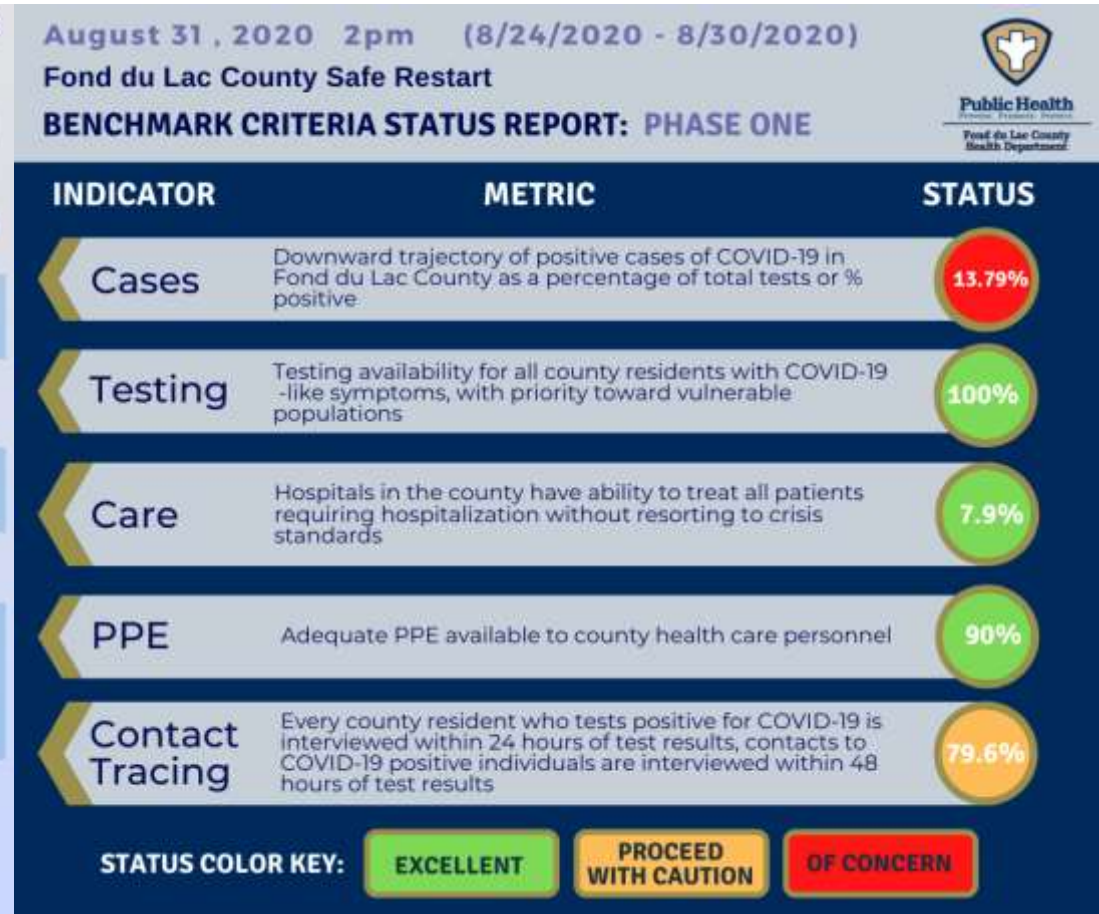 August 31 , 2020 2pm (8/24/2020 - 8/30/2020)
Fond du Lac County Safe Restart
BENCHMARK CRITERIA STATUS REPORT: PHASE ONE
Public Health
Prevent. Promote. Protect.
Fond du Lac County
Health Department
INDICATOR METRIC STATUS
Cases
Downward trajectory of positive cases of COVID-19 in
Fond du Lac County as a percentage of total tests or %
positive
13.79%
Testing
Testing availability for all county residents with COVID-19
-like symptoms, with priority toward vulnerable
populations
100%
Care
Hospitals in the county have ability to treat all patients
requiring hospitalization without resorting to crisis
standards
7.9%
PPE
Adequate PPE available to county health care personnel
90%
Contact
Tracing
Every county resident who tests positive for COVID-19 is
interviewed within 24 hours of test results, contacts to
COVID-19 positive individuals are interviewed within 48
hours of test results
79.6%
STATUS COLOR KEY:
EXCELLENT
PROCEED
WITH CAUTION
OF CONCERN